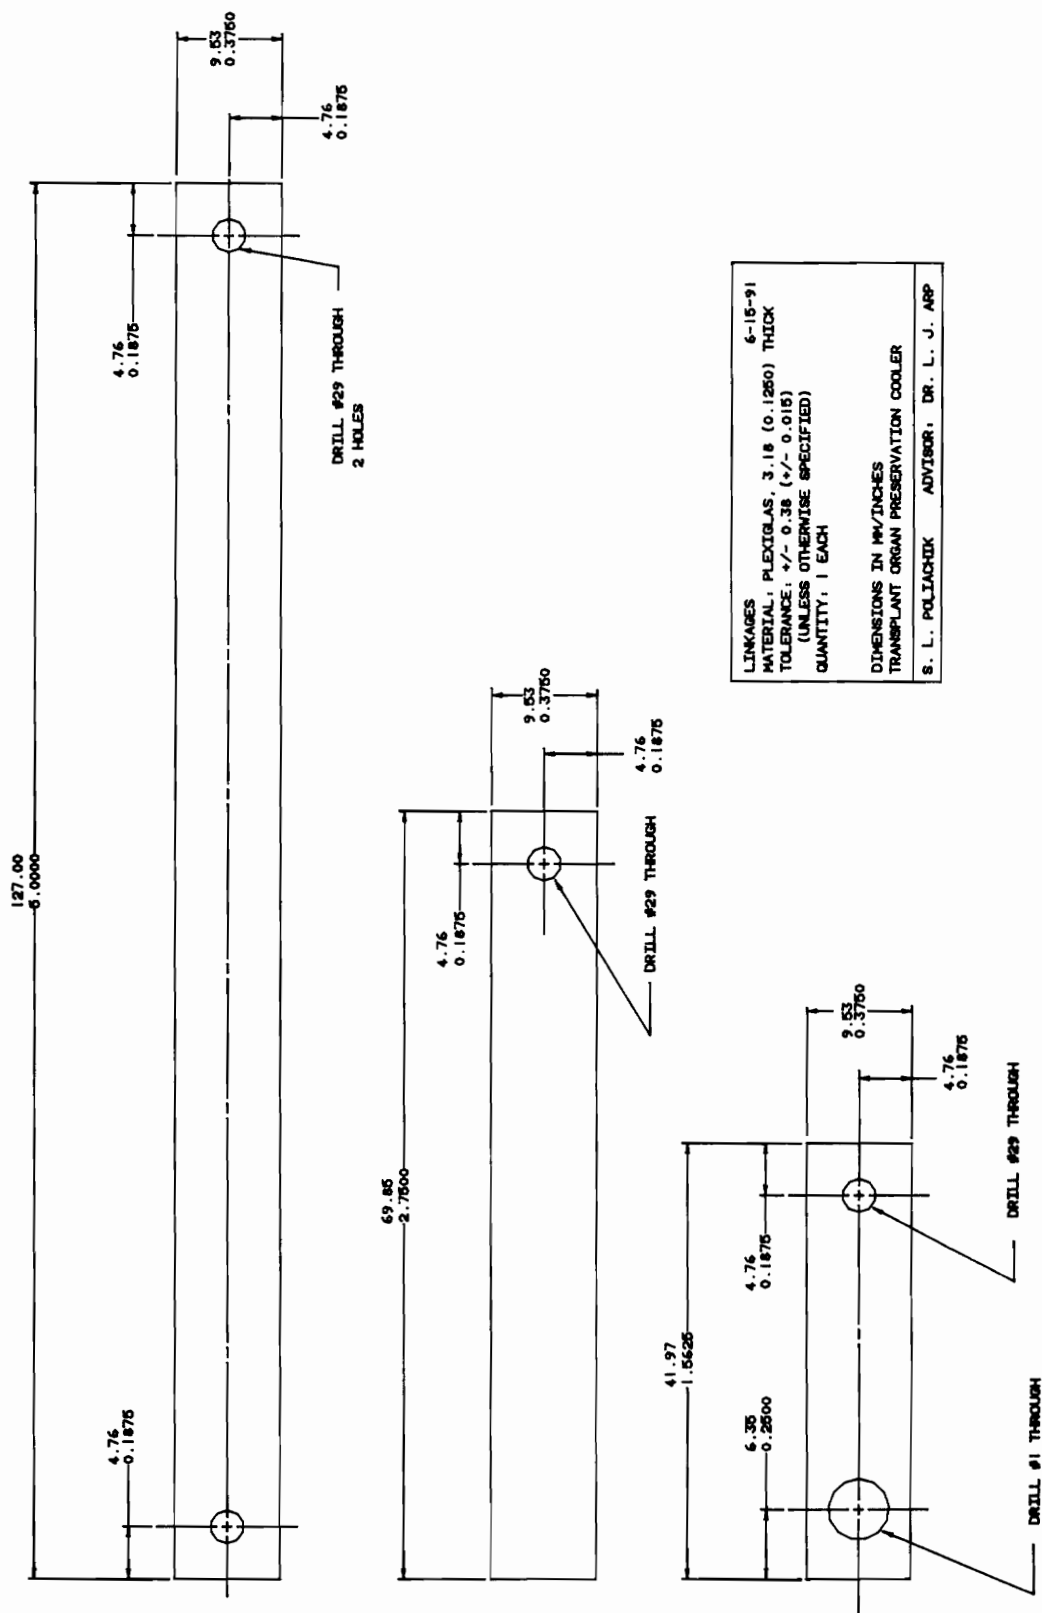 127.00
5.0000
4.76
0.1875
4.76
0.1875
9.53
0.3750
4.76
0.1875
DRILL #29 THROUGH
2 HOLES
69.85
2.7500
4.76
0.1875
9.53
0.3750
4.76
0.1875
DRILL #29 THROUGH
41.97
1.5625
6.35
0.2500
4.76
0.1875
9.53
0.3750
4.76
0.1875
DRILL #1 THROUGH
DRILL #29 THROUGH
LINKAGES 6-15-91
MATERIAL: PLEXIGLAS, 3.18 (0.1250) THICK
TOLERANCE: +/- 0.38 (+/- 0.015)
(UNLESS OTHERWISE SPECIFIED)
QUANTITY: 1 EACH
DIMENSIONS IN MM/INCHES
TRANSPLANT ORGAN PRESERVATION COOLER
S. L. POLIACHIK ADVISOR: DR. L. J. ARP